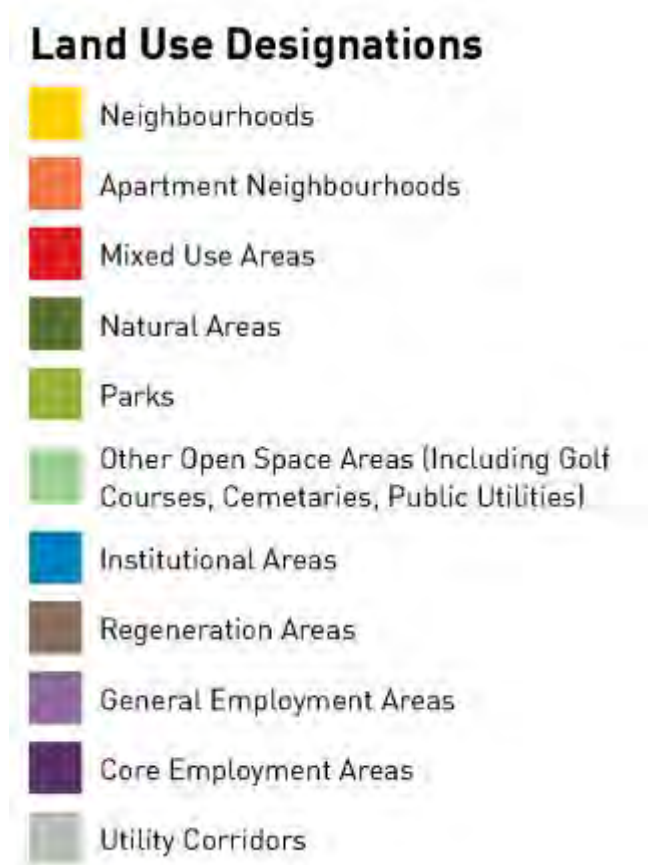 Land Use Designations
Neighbourhoods
Apartment Neighbourhoods
Mixed Use Areas
Natural Areas
Parks
Other Open Space Areas (Including Golf
Courses, Cemetaries, Public Utilities)
Institutional Areas
Regeneration Areas
General Employment Areas
Core Employment Areas
Utility Corridors